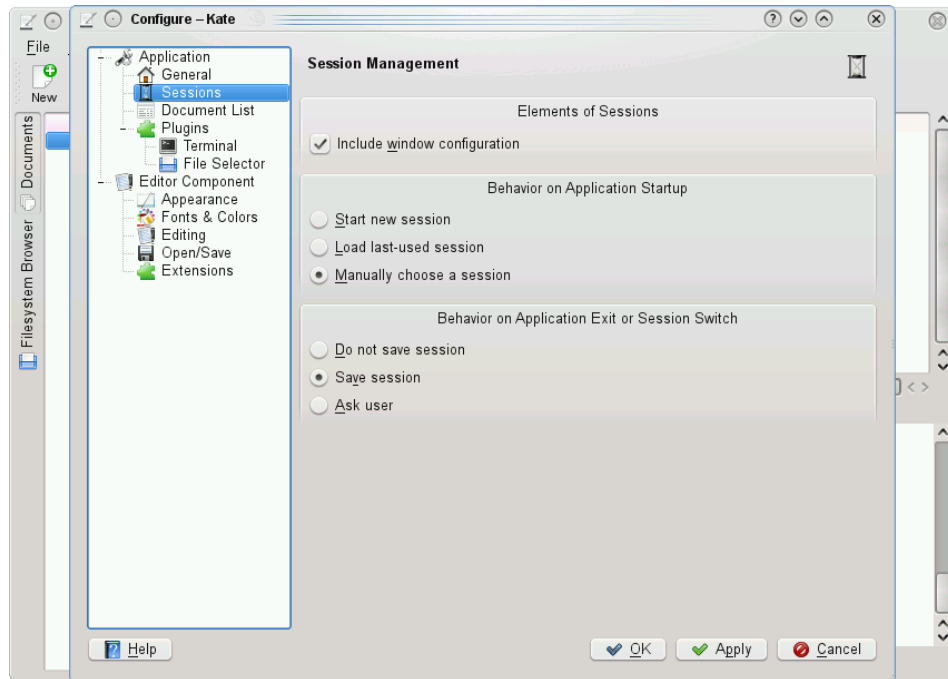 Configure – Kate
File
New
Documents
Filesystem Browser
Application
General
Sessions
Document List
Plugins
Terminal
File Selector
Editor Component
Appearance
Fonts & Colors
Editing
Open/Save
Extensions
Session Management
Elements of Sessions
Include window configuration
Behavior on Application Startup
Start new session
Load last-used session
Manually choose a session
Behavior on Application Exit or Session Switch
Do not save session
Save session
Ask user
Help
OK
Apply
Cancel